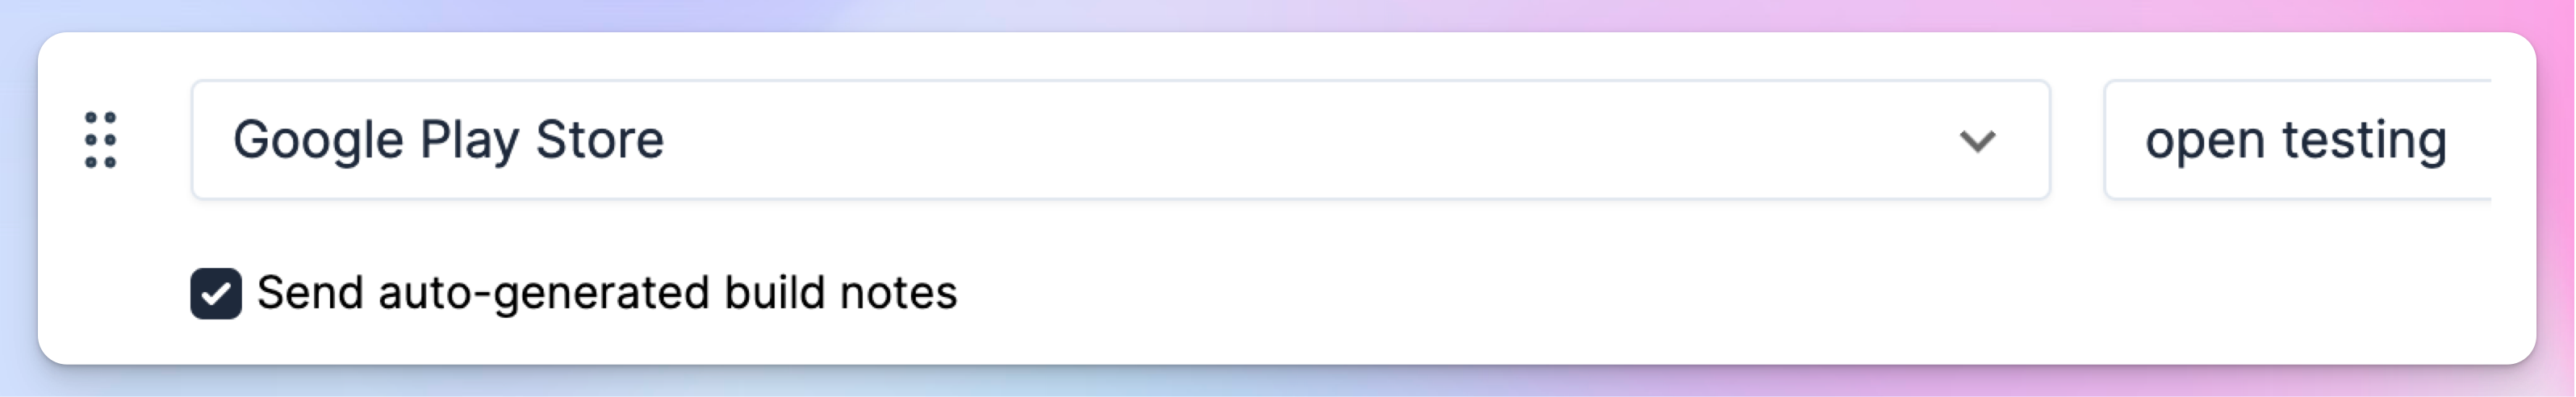 Google Play Store
open testing
Send auto-generated build notes